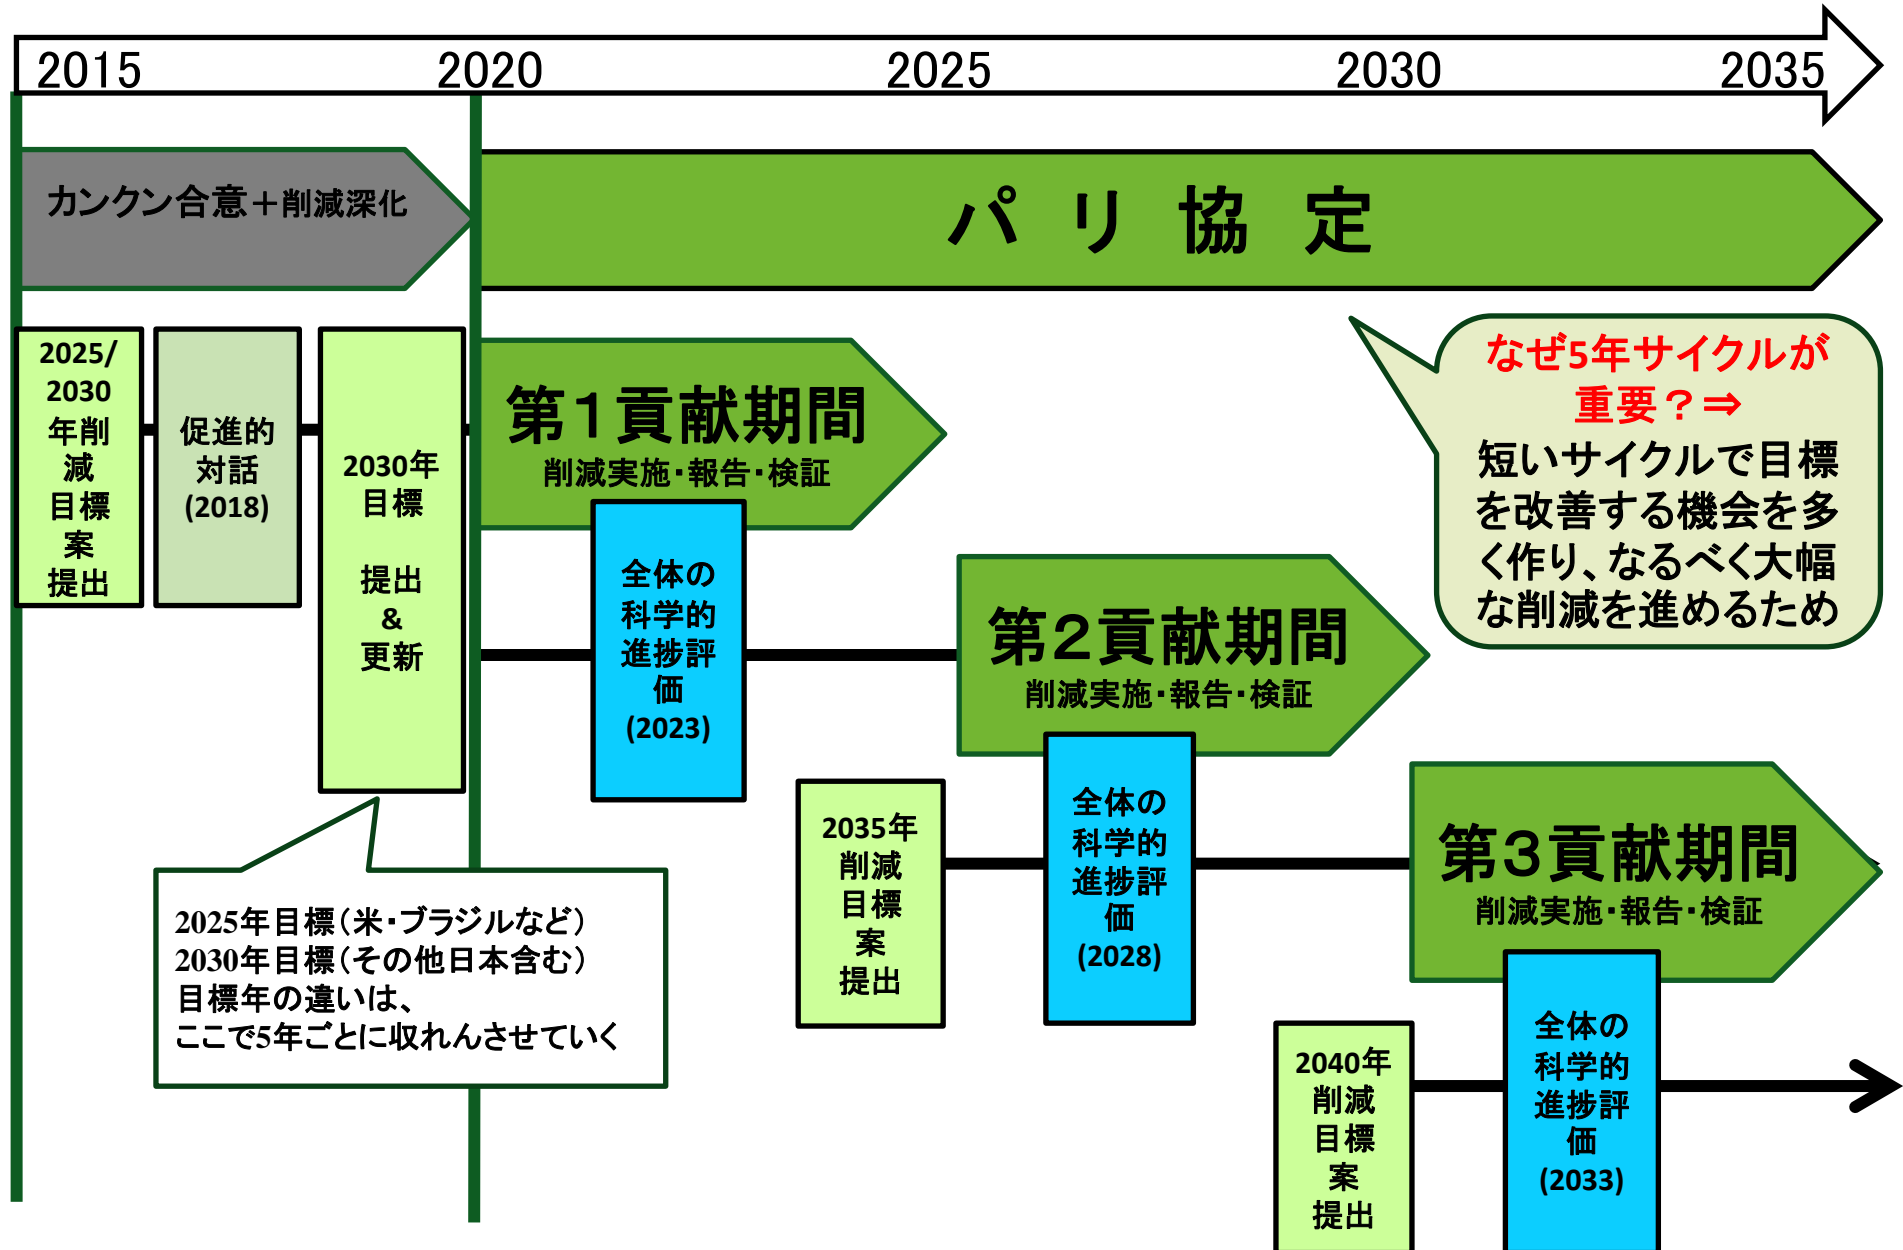 2015 2020 2025 2030 2035
カンクン合意＋削減深化
パリ協定
2025/
2030
年削
減
目標
案
提出
促進的
対話
(2018)
2030年
目標
提出
&
更新
第１貢献期間
削減実施・報告・検証
全体の
科学的
進捗評
価
(2023)
なぜ5年サイクルが
重要？⇒
短いサイクルで目標
を改善する機会を多
く作り、なるべく大幅
な削減を進めるため
第２貢献期間
削減実施・報告・検証
2035年
削減
目標
案
提出
全体の
科学的
進捗評
価
(2028)
第３貢献期間
削減実施・報告・検証
2025年目標（米・ブラジルなど）
2030年目標（その他日本含む）
目標年の違いは、
ここで5年ごとに収れんさせていく
2040年
削減
目標
案
提出
全体の
科学的
進捗評
価
(2033)